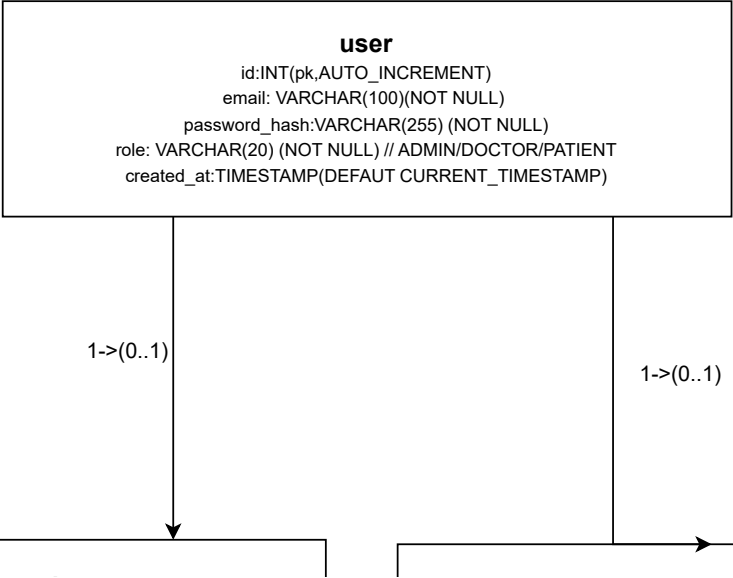 user
id:INT(pk,AUTO_INCREMENT)
email: VARCHAR(100)(NOT NULL)
password_hash:VARCHAR(255) (NOT NULL)
role: VARCHAR(20) (NOT NULL) // ADMIN/DOCTOR/PATIENT
created_at:TIMESTAMP(DEFAUT CURRENT_TIMESTAMP)
1->(0..1)
1->(0..1)